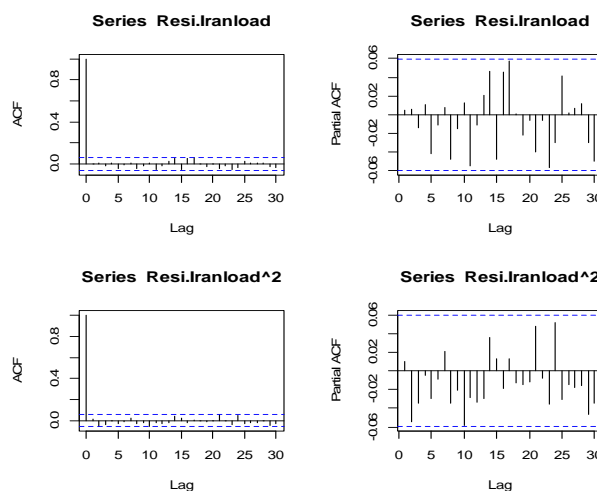 Series Resi.Iranload
ACF
0.0 0.4 0.8
0 5 10 15 20 25 30
Lag
Series Resi.Iranload
Partial ACF
-0.06 -0.02 0.02 0.06
0 5 10 15 20 25 30
Lag
Series Resi.Iranload^2
ACF
0.0 0.4 0.8
0 5 10 15 20 25 30
Lag
Series Resi.Iranload^2
Partial ACF
-0.06 -0.02 0.02 0.06
0 5 10 15 20 25 30
Lag